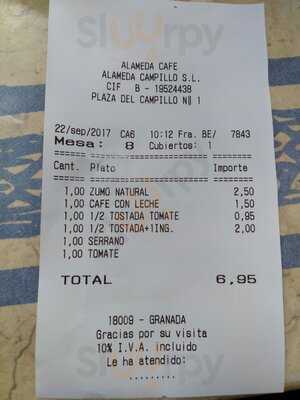 Sluurpy
ALAMEDA CAFE
ALAMEDA CAMPILLO S.L.
CIF B - 19524438
PLAZA DEL CAMPILLO Nº 1
22/sep/2017 CA6 10:12 Fra. BE/ 7843
Mesa: 8 Cubiertos: 1
Cant. Plato Importe
1,00 ZUMO NATURAL 2,50
1,00 CAFE CON LECHE 1,50
1,00 1/2 TOSTADA TOMATE 0,95
1,00 1/2 TOSTADA+1ING. 2,00
1,00 SERRANO
1,00 TOMATE
TOTAL 6,95
18009 - GRANADA
Gracias por su visita
10% I.V.A. incluido
Le ha atendido:
.........
Sluurpy